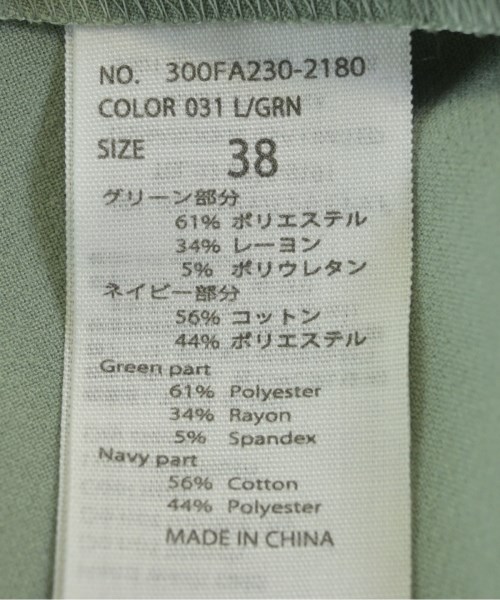 NO. 300FA230-2180
COLOR 031 L/GRN
SIZE 38
グリーン部分
61% ポリエステル
34% レーヨン
5% ポリウレタン
ネイビー部分
56% コットン
44% ポリエステル
Green part
61% Polyester
34% Rayon
5% Spandex
Navy part
56% Cotton
44% Polyester
MADE IN CHINA